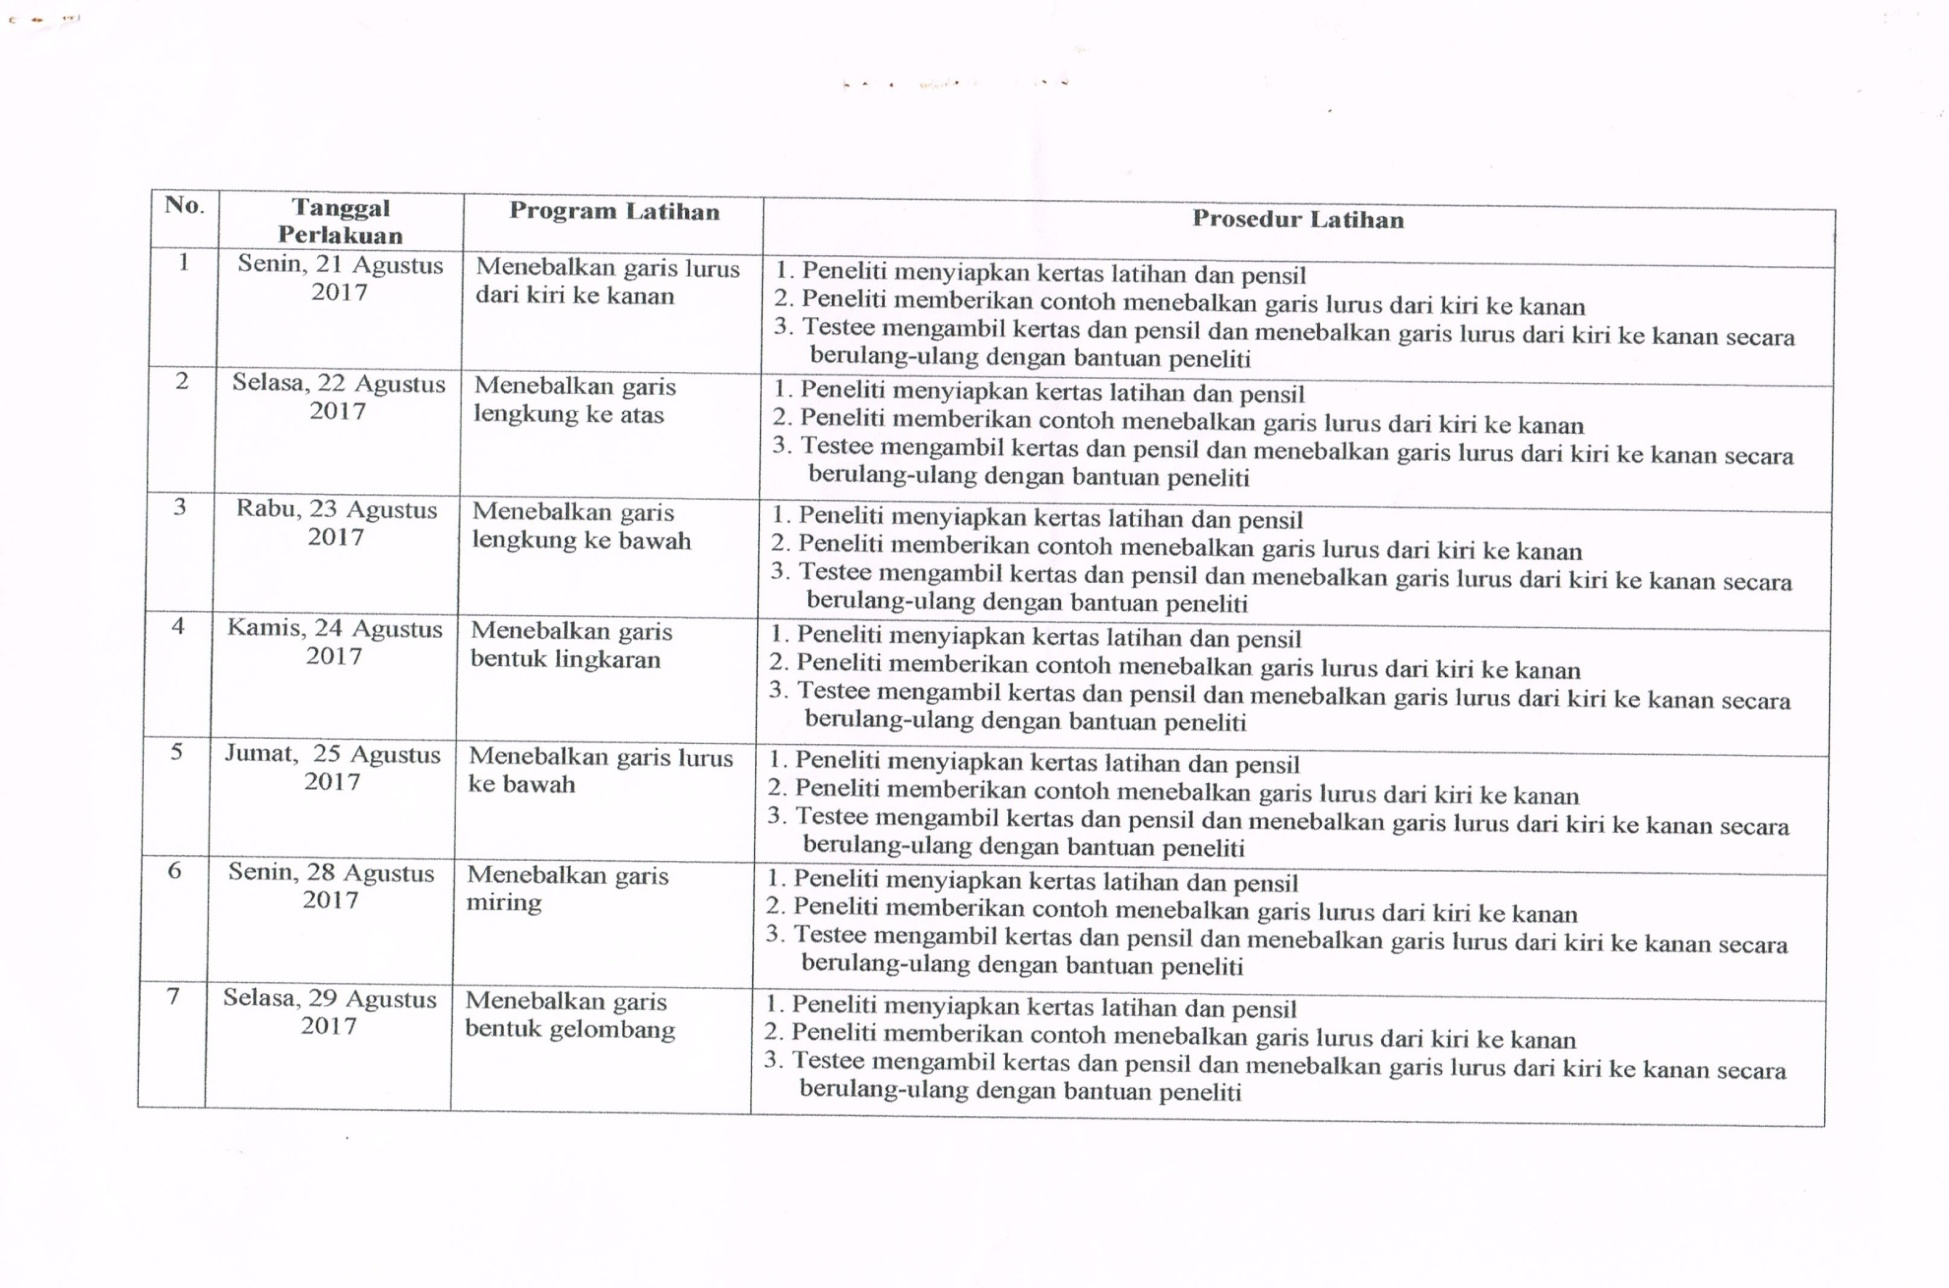 No. Tanggal Perlakuan Program Latihan Prosedur Latihan
1 Senin, 21 Agustus 2017
Menebalkan garis lurus
dari kiri ke kanan
1. Peneliti menyiapkan kertas latihan dan pensil
2. Peneliti memberikan contoh menebalkan garis lurus dari kiri ke kanan
3. Testee mengambil kertas dan pensil dan menebalkan garis lurus dari kiri ke kanan secara
berulang-ulang dengan bantuan peneliti
2 Selasa, 22 Agustus 2017
Menebalkan garis
lengkung ke atas
1. Peneliti menyiapkan kertas latihan dan pensil
2. Peneliti memberikan contoh menebalkan garis lurus dari kiri ke kanan
3. Testee mengambil kertas dan pensil dan menebalkan garis lurus dari kiri ke kanan secara
berulang-ulang dengan bantuan peneliti
3 Rabu, 23 Agustus 2017
Menebalkan garis
lengkung ke bawah
1. Peneliti menyiapkan kertas latihan dan pensil
2. Peneliti memberikan contoh menebalkan garis lurus dari kiri ke kanan
3. Testee mengambil kertas dan pensil dan menebalkan garis lurus dari kiri ke kanan secara
berulang-ulang dengan bantuan peneliti
4 Kamis, 24 Agustus 2017
Menebalkan garis
bentuk lingkaran
1. Peneliti menyiapkan kertas latihan dan pensil
2. Peneliti memberikan contoh menebalkan garis lurus dari kiri ke kanan
3. Testee mengambil kertas dan pensil dan menebalkan garis lurus dari kiri ke kanan secara
berulang-ulang dengan bantuan peneliti
5 Jumat, 25 Agustus 2017
Menebalkan garis lurus
ke bawah
1. Peneliti menyiapkan kertas latihan dan pensil
2. Peneliti memberikan contoh menebalkan garis lurus dari kiri ke kanan
3. Testee mengambil kertas dan pensil dan menebalkan garis lurus dari kiri ke kanan secara
berulang-ulang dengan bantuan peneliti
6 Senin, 28 Agustus 2017
Menebalkan garis
miring
1. Peneliti menyiapkan kertas latihan dan pensil
2. Peneliti memberikan contoh menebalkan garis lurus dari kiri ke kanan
3. Testee mengambil kertas dan pensil dan menebalkan garis lurus dari kiri ke kanan secara
berulang-ulang dengan bantuan peneliti
7 Selasa, 29 Agustus 2017
Menebalkan garis
bentuk gelombang
1. Peneliti menyiapkan kertas latihan dan pensil
2. Peneliti memberikan contoh menebalkan garis lurus dari kiri ke kanan
3. Testee mengambil kertas dan pensil dan menebalkan garis lurus dari kiri ke kanan secara
berulang-ulang dengan bantuan peneliti